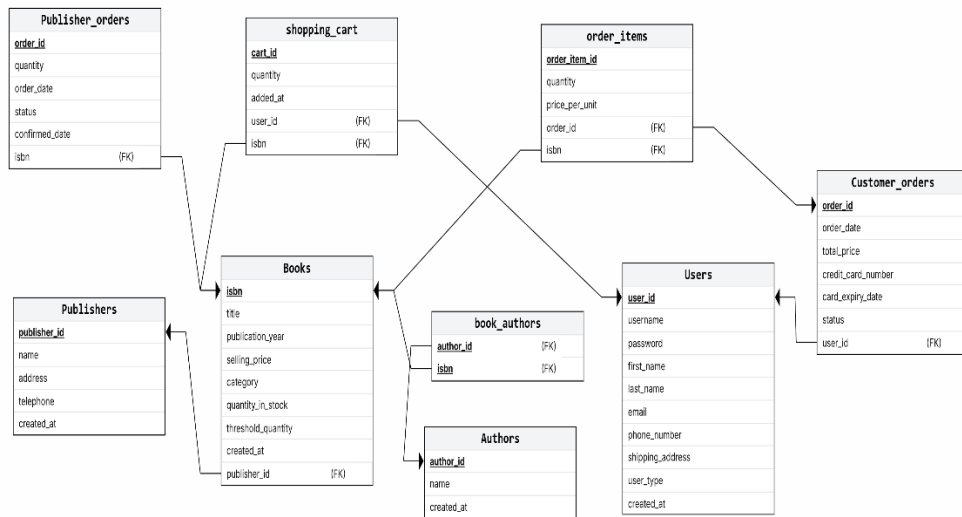 Publisher_orders
order_id
quantity
order_date
status
confirmed_date
isbn (FK)
shopping_cart
cart_id
quantity
added_at
user_id (FK)
isbn (FK)
order_items
order_item_id
quantity
price_per_unit
order_id (FK)
isbn (FK)
Customer_orders
order_id
order_date
total_price
credit_card_number
card_expiry_date
status
user_id (FK)
Publishers
publisher_id
name
address
telephone
created_at
Books
isbn
title
publication_year
selling_price
category
quantity_in_stock
threshold_quantity
created_at
publisher_id (FK)
book_authors
author_id (FK)
isbn (FK)
Authors
author_id
name
created_at
Users
user_id
username
password
first_name
last_name
email
phone_number
shipping_address
user_type
created_at